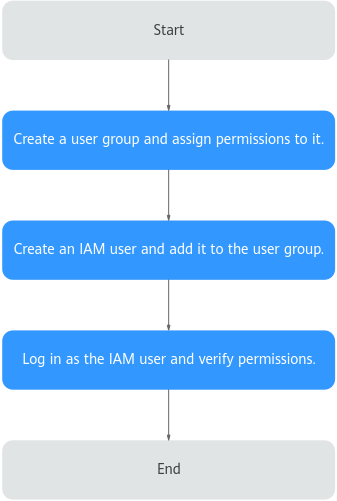 Start
Create a user group and assign permissions to it.
Create an IAM user and add it to the user group.
Log in as the IAM user and verify permissions.
End